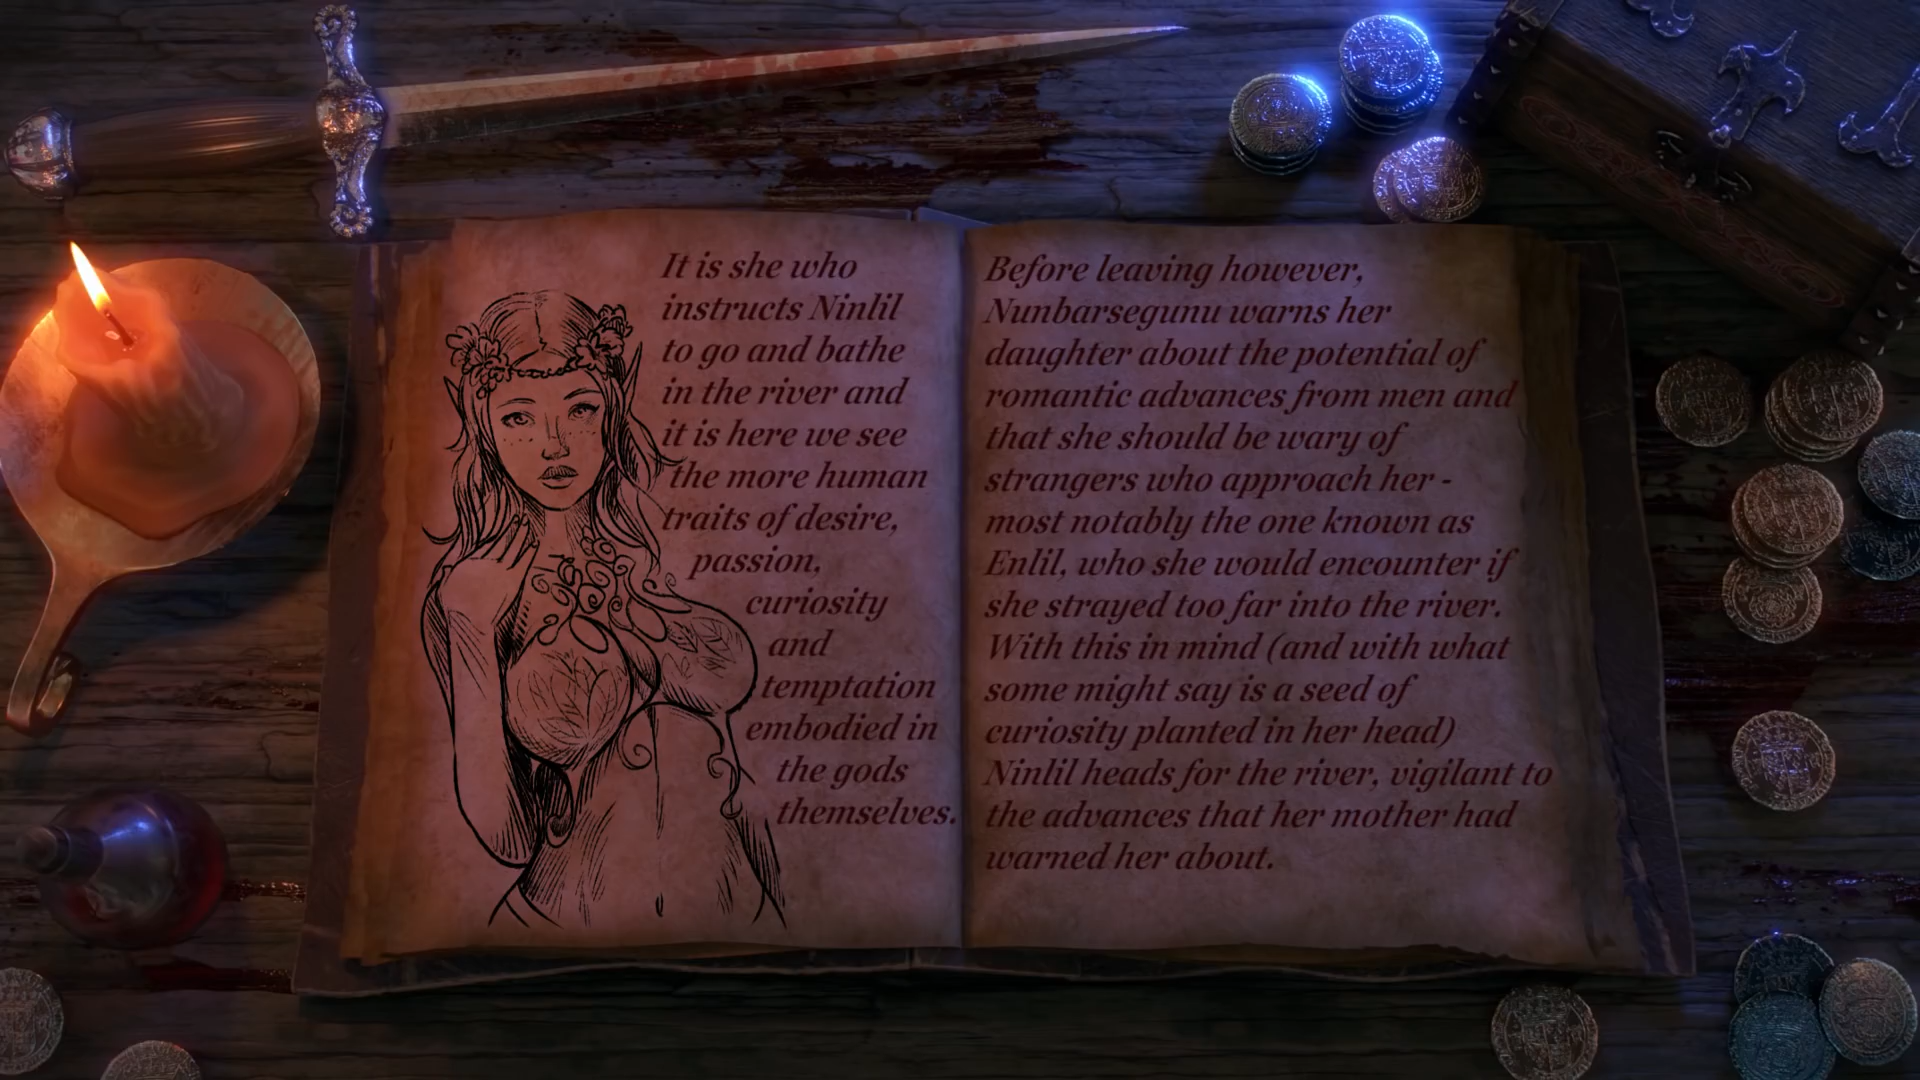 It is she who
instructs Ninlil
to go and bathe
in the river and
it is here we see
the more human
traits of desire,
passion,
curiosity
and
temptation
embodied in
the gods
themselves.
Before leaving however,
Nunbarsegunu warns her
daughter about the potential of
romantic advances from men and
that she should be wary of
strangers who approach her -
most notably the one known as
Enlil, who she would encounter if
she strayed too far into the river.
With this in mind (and with what
some might say is a seed of
curiosity planted in her head)
Ninlil heads for the river, vigilant to
the advances that her mother had
warned her about.